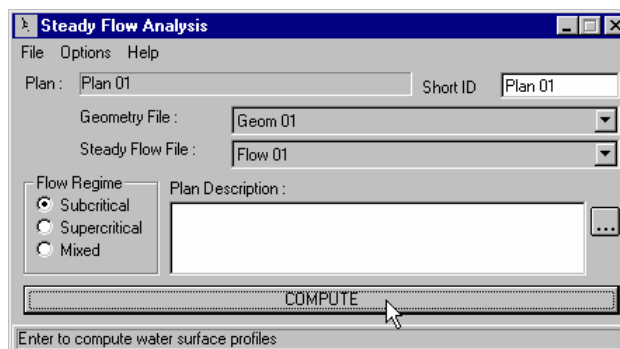 Steady Flow Analysis
File Options Help
Plan : Plan 01 Short ID Plan 01
Geometry File : Geom 01
Steady Flow File : Flow 01
Flow Regime Plan Description :
Subcritical
Supercritical
Mixed
...
COMPUTE
Enter to compute water surface profiles